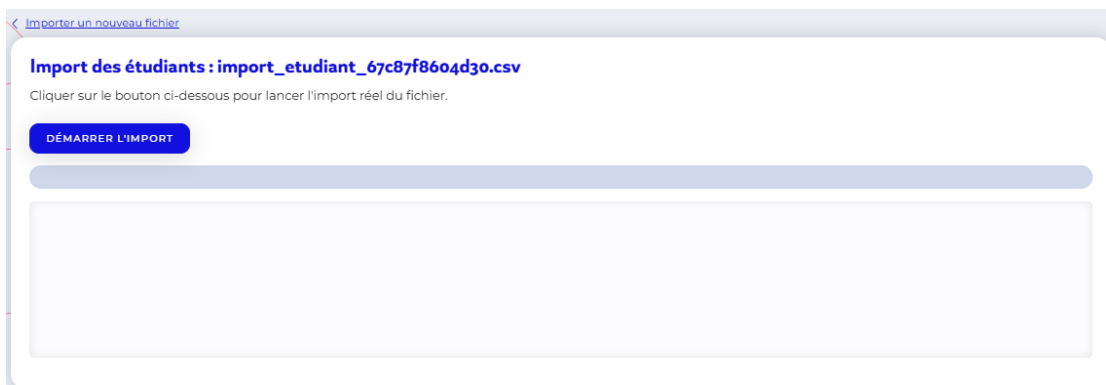 Importer un nouveau fichier
Import des étudiants : import_etudiant_67c87f8604d30.csv
Cliquer sur le bouton ci-dessous pour lancer l'import réel du fichier.
DÉMARRER L'IMPORT